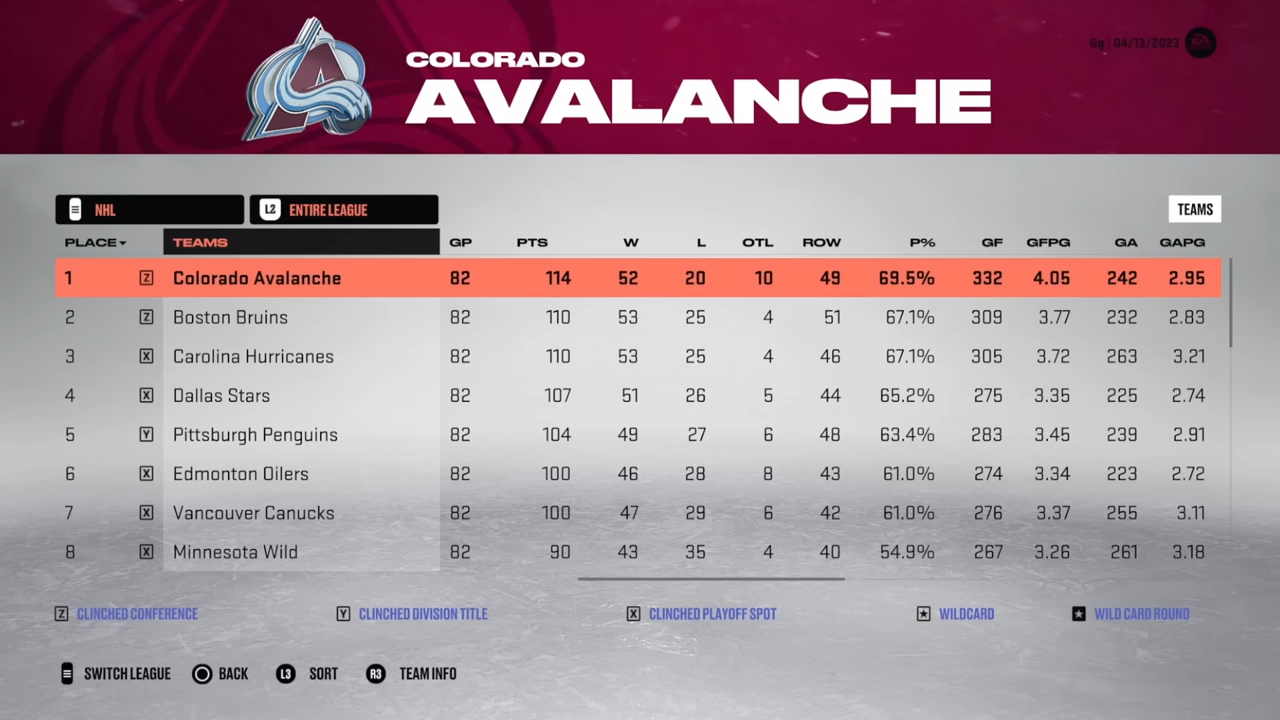 COLORADO
AVALANCHE
Gg | 04/13/2023 EA
NHL L2 ENTIRE LEAGUE TEAMS
PLACE TEAMS GP PTS W L OTL ROW P% GF GFPG GA GAPG
1 Z Colorado Avalanche 82 114 52 20 10 49 69.5% 332 4.05 242 2.95
2 Z Boston Bruins 82 110 53 25 4 51 67.1% 309 3.77 232 2.83
3 X Carolina Hurricanes 82 110 53 25 4 46 67.1% 305 3.72 263 3.21
4 X Dallas Stars 82 107 51 26 5 44 65.2% 275 3.35 225 2.74
5 Y Pittsburgh Penguins 82 104 49 27 6 48 63.4% 283 3.45 239 2.91
6 X Edmonton Oilers 82 100 46 28 8 43 61.0% 274 3.34 223 2.72
7 X Vancouver Canucks 82 100 47 29 6 42 61.0% 276 3.37 255 3.11
8 X Minnesota Wild 82 90 43 35 4 40 54.9% 267 3.26 261 3.18
Z CLINCHED CONFERENCE Y CLINCHED DIVISION TITLE X CLINCHED PLAYOFF SPOT WILDCARD WILD CARD ROUND
SWITCH LEAGUE BACK L3 SORT R3 TEAM INFO